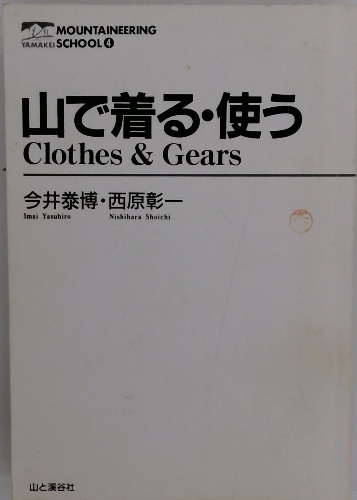 MOUNTAINEERING
YAMAKEI SCHOOL 4
山で着る・使う
Clothes & Gears
今井泰博・西原彰一
Imai Yasuhiro Nishihara Shoichi
山と溪谷社